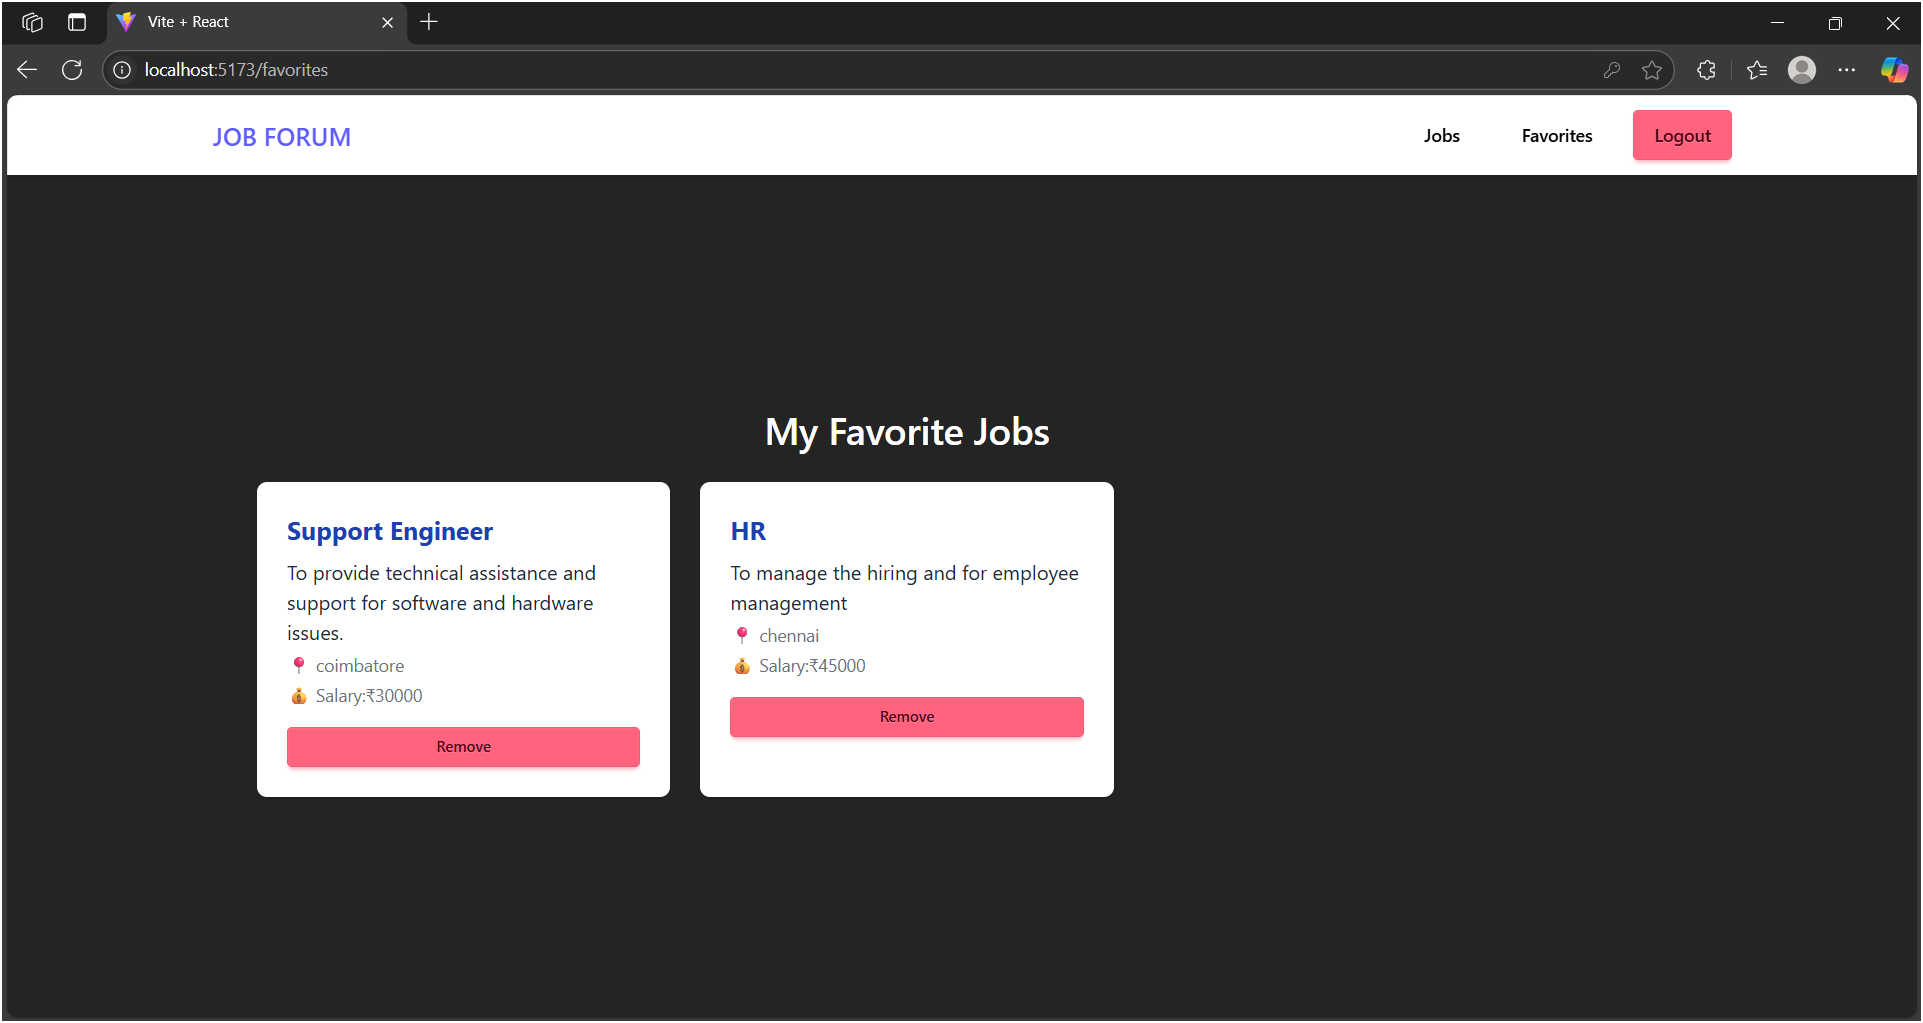 Vite + React
localhost:5173/favorites
JOB FORUM
Jobs
Favorites
Logout
My Favorite Jobs
Support Engineer
To provide technical assistance and
support for software and hardware
issues.
📍 coimbatore
💰 Salary:₹30000
Remove
HR
To manage the hiring and for employee
management
📍 chennai
💰 Salary:₹45000
Remove